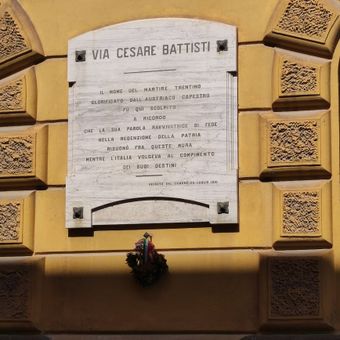 VIA CESARE BATTISTI
IL NOME DEL MARTIRE TRENTINO
GLORIFICATO DALL'AUSTRIACO CAPESTRO
FU QUI SCOLPITO
A RICORDO
CHE LA SUA PAROLA RAVVIVATRICE DI FEDE
NELLA REDENZIONE DELLA PATRIA
RISUONÒ FRA QUESTE MURA
MENTRE L'ITALIA VOLGEVA AL COMPIMENTO
DEI SUOI DESTINI